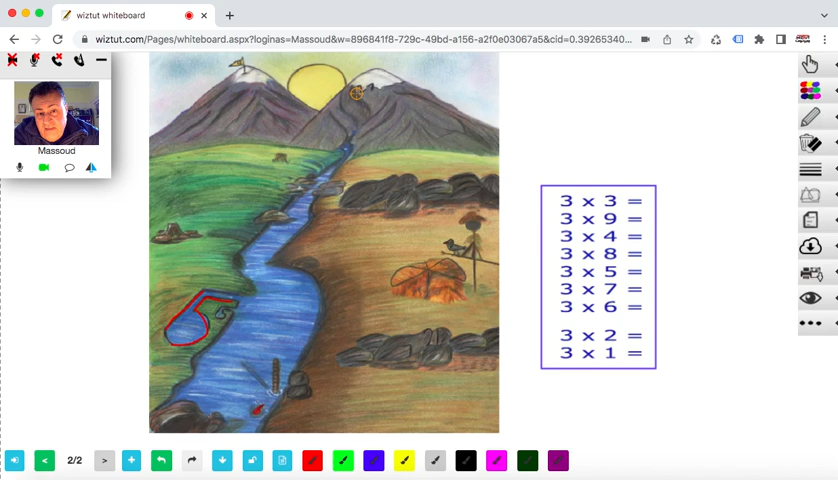 wiztut whiteboard
wiztut.com/Pages/whiteboard.aspx?loginas=Massoud&w=896841f8-729c-49bd-a156-a2f0e03067a5&cid=0.39265340...
Massoud
3 x 3 =
3 x 9 =
3 x 4 =
3 x 8 =
3 x 5 =
3 x 7 =
3 x 6 =
3 x 2 =
3 x 1 =
2/2